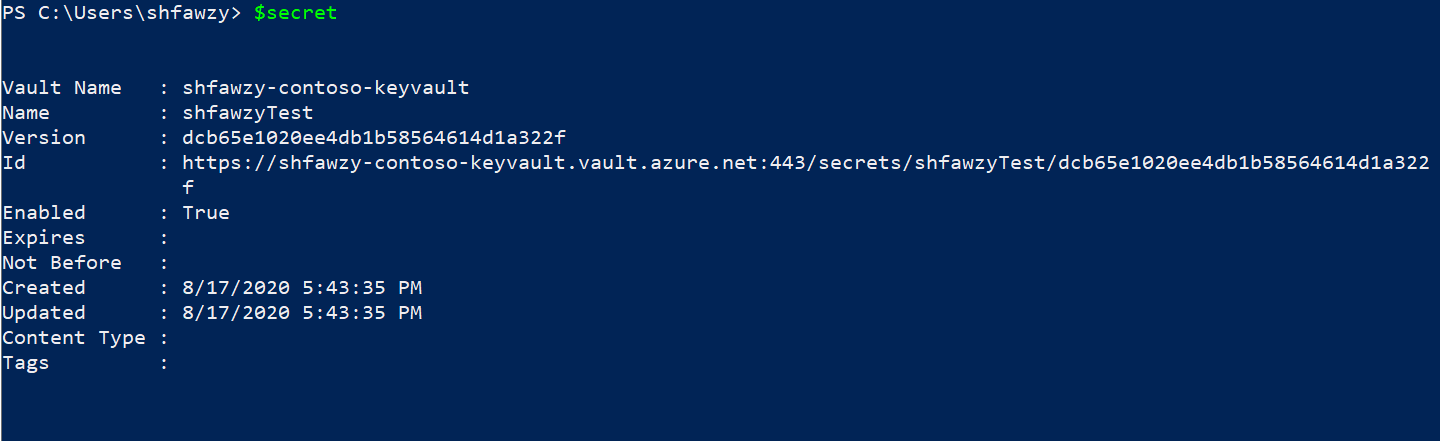 PS C:\Users\shfawzy> $secret
Vault Name   : shfawzy-contoso-keyvault
Name         : shfawzyTest
Version      : dcb65e1020ee4db1b58564614d1a322f
Id           : https://shfawzy-contoso-keyvault.vault.azure.net:443/secrets/shfawzyTest/dcb65e1020ee4db1b58564614d1a322
               f
Enabled      : True
Expires      :
Not Before   :
Created      : 8/17/2020 5:43:35 PM
Updated      : 8/17/2020 5:43:35 PM
Content Type :
Tags         :